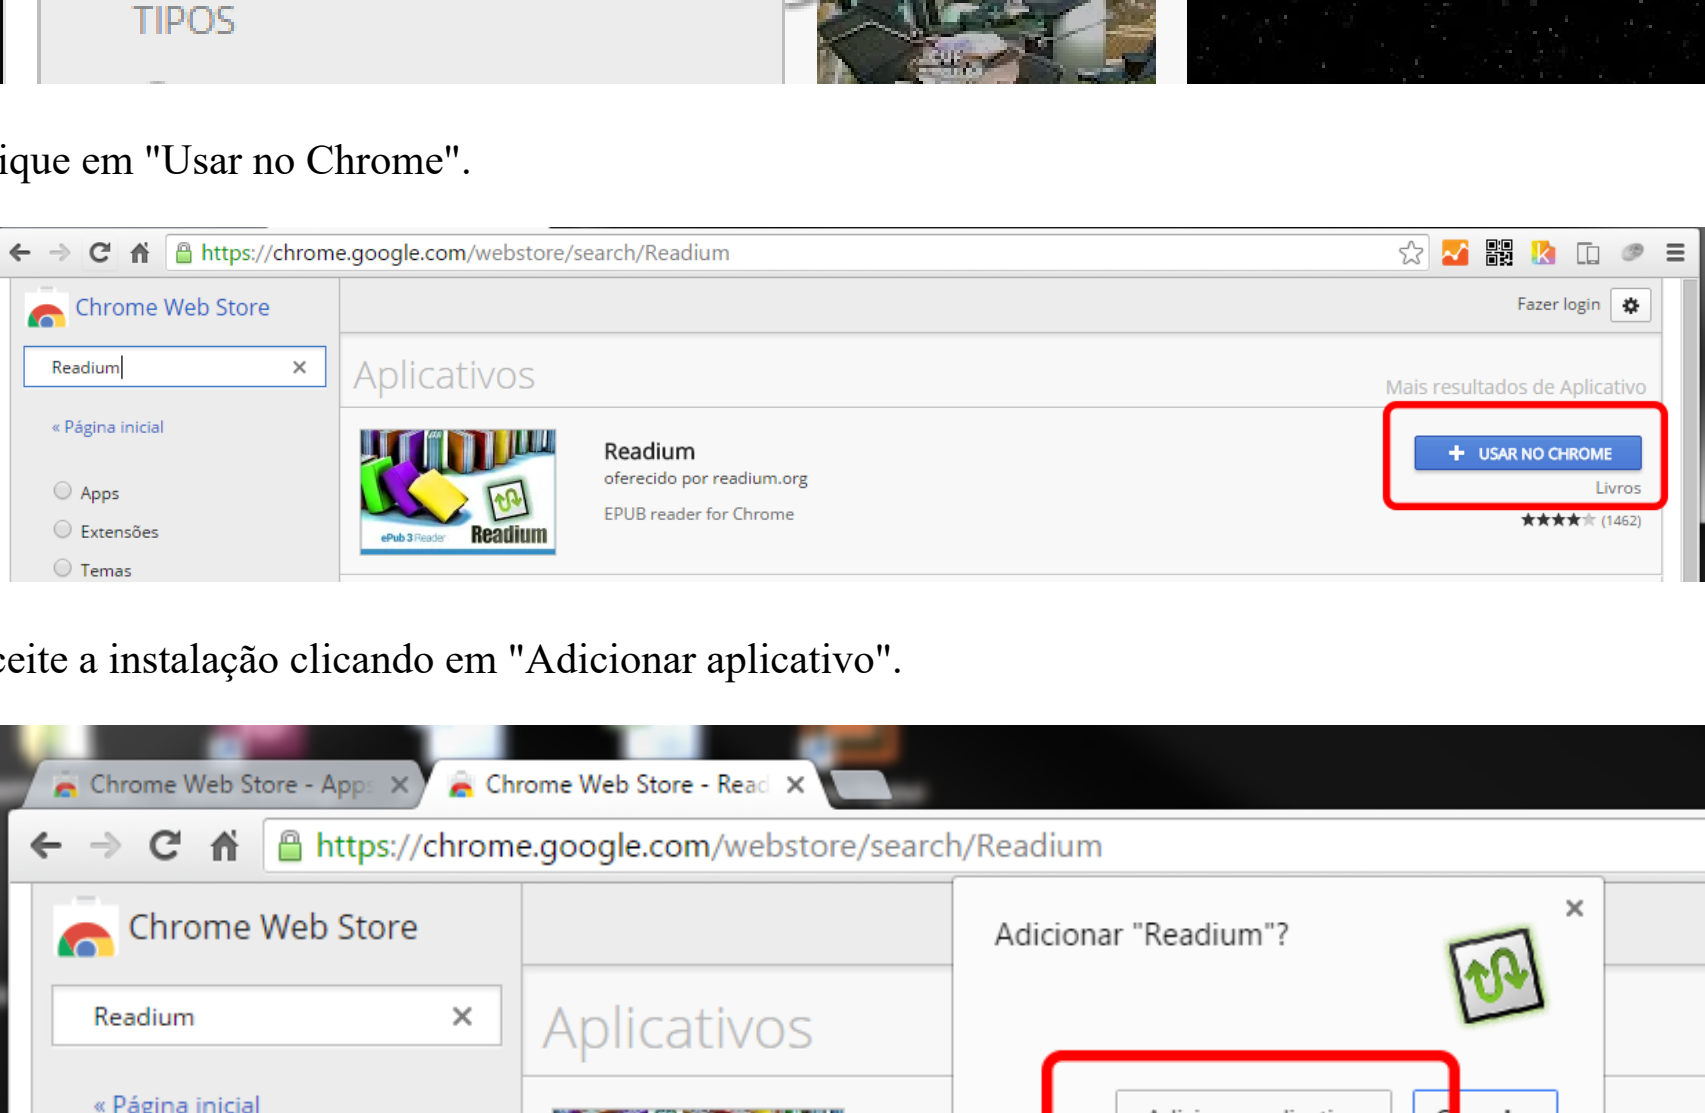 TIPOS
ique em "Usar no Chrome".
https://chrome.google.com/webstore/search/Readium
Chrome Web Store
Fazer login
Readium
Aplicativos
Mais resultados de Aplicativo
« Página inicial
Readium
oferecido por readium.org
EPUB reader for Chrome
USAR NO CHROME
Livros
(1462)
ePub 3 Reader Readium
Apps
Extensões
Temas
ceite a instalação clicando em "Adicionar aplicativo".
Chrome Web Store - Apps
Chrome Web Store - Read
https://chrome.google.com/webstore/search/Readium
Chrome Web Store
Adicionar "Readium"?
Readium
Aplicativos
« Página inicial